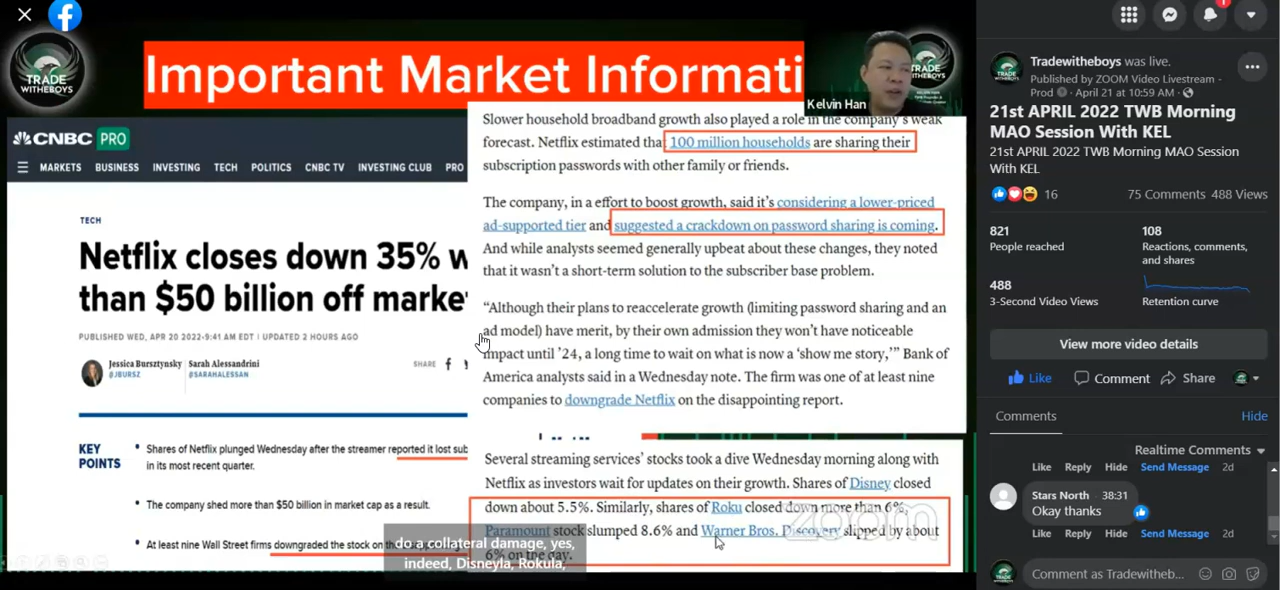 TRADE
WITHEBOYS
Important Market Informati
TRADE
WITHEBOYS
Kelvin Han
CNBC PRO
MARKETS BUSINESS INVESTING TECH POLITICS CNBC TV INVESTING CLUB PRO
TECH
Netflix closes down 35% w
than $50 billion off marke
PUBLISHED WED, APR 20 2022-9:41 AM EDT | UPDATED 2 HOURS AGO
Jessica Bursztynsky
@JBURSZ
Sarah Alessandrini
@SARAHALESSAN
SHARE
KEY
POINTS
• Shares of Netflix plunged Wednesday after the streamer reported it lost sub
in its most recent quarter.
• The company shed more than $50 billion in market cap as a result.
• At least nine Wall Street firms downgraded the stock on
Slower household broadband growth also played a role in the company's weak
forecast. Netflix estimated that 100 million households are sharing their
subscription passwords with other family or friends.
The company, in a effort to boost growth, said it's considering a lower-priced
ad-supported tier and suggested a crackdown on password sharing is coming.
And while analysts seemed generally upbeat about these changes, they noted
that it wasn't a short-term solution to the subscriber base problem.
“Although their plans to reaccelerate growth (limiting password sharing and an
ad model) have merit, by their own admission they won't have noticeable
impact until '24, a long time to wait on what is now a 'show me story,'” Bank of
America analysts said in a Wednesday note. The firm was one of at least nine
companies to downgrade Netflix on the disappointing report.
Several streaming services' stocks took a dive Wednesday morning along with
Netflix as investors wait for updates on their growth. Shares of Disney closed
down about 5.5%. Similarly, shares of Roku closed down more than 6%,
Paramount stock slumped 8.6% and Warner Bros. Discovery slipped by about
6% on the day.
zoom
do a collateral damage, yes,
indeed, Disneyla, Rokula,
1
Tradewitheboys was live.
Published by ZOOM Video Livestream -
Prod · April 21 at 10:59 AM ·
21st APRIL 2022 TWB Morning
MAO Session With KEL
21st APRIL 2022 TWB Morning MAO Session
With KEL
16
75 Comments 488 Views
821
People reached
108
Reactions, comments,
and shares
488
3-Second Video Views
Retention curve
View more video details
Like Comment Share
Comments Hide
Realtime Comments
Like Reply Hide Send Message 2d
Stars North · 38:31
Okay thanks
Like Reply Hide Send Message 2d
Comment as Tradewitheb...